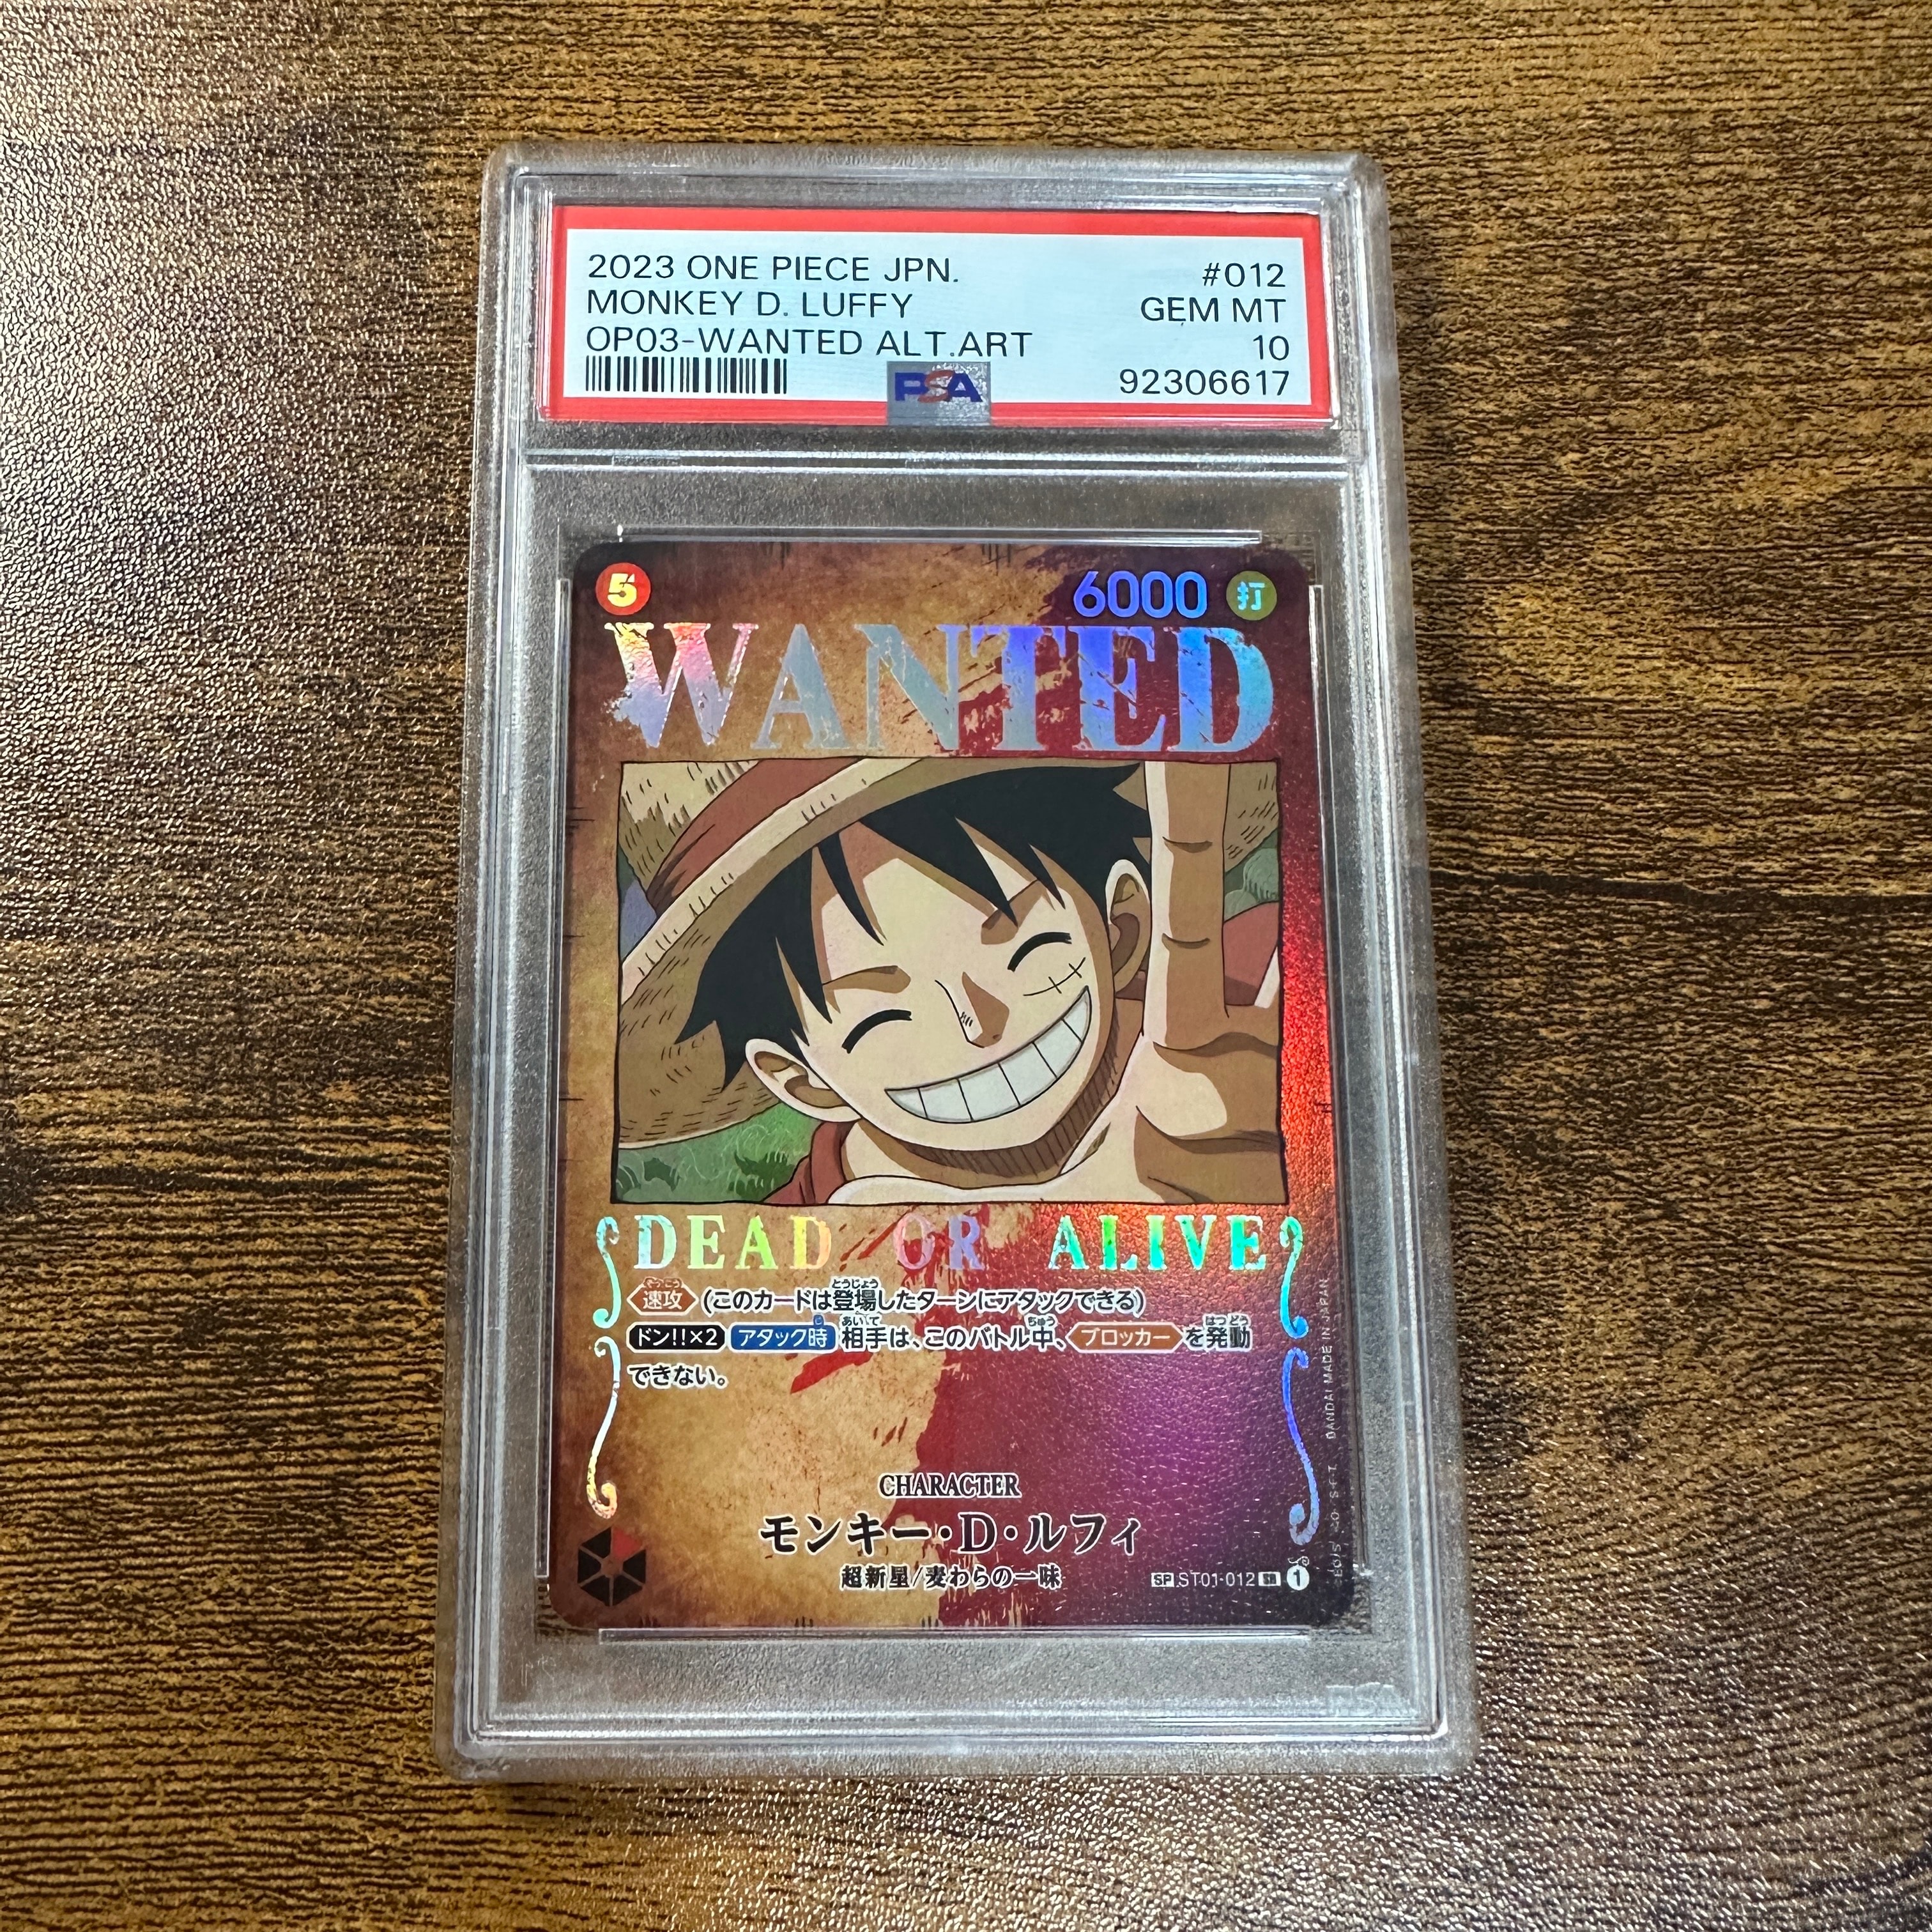 2023 ONE PIECE JPN. #012
MONKEY D. LUFFY GEM MT
OP03-WANTED ALT.ART 10
PSA 92306617
5 6000 打
WANTED
DEAD OR ALIVE
速攻 (このカードは登場したターンにアタックできる)
ドン!!×2 アタック時 相手は、このバトル中、ブロッカーを発動
できない。
CHARACTER
モンキー・D・ルフィ
超新星/麦わらの一味
SP ST01-012 SR 1
BANDAI MADE IN JAPAN